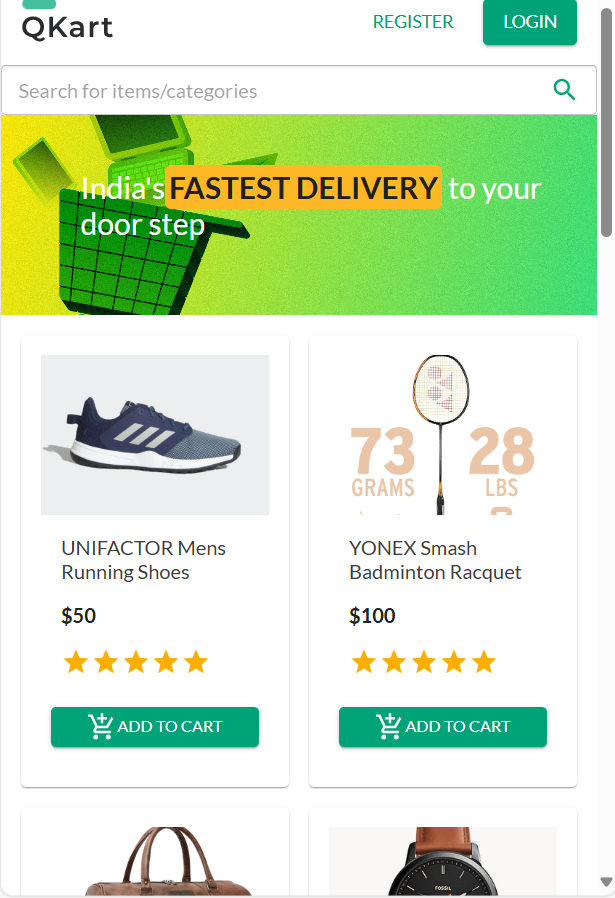 QKart
REGISTER
LOGIN
Search for items/categories
India's FASTEST DELIVERY to your
door step
73
GRAMS
28
LBS
UNIFACTOR Mens
Running Shoes
$50
ADD TO CART
YONEX Smash
Badminton Racquet
$100
ADD TO CART
FOSSIL